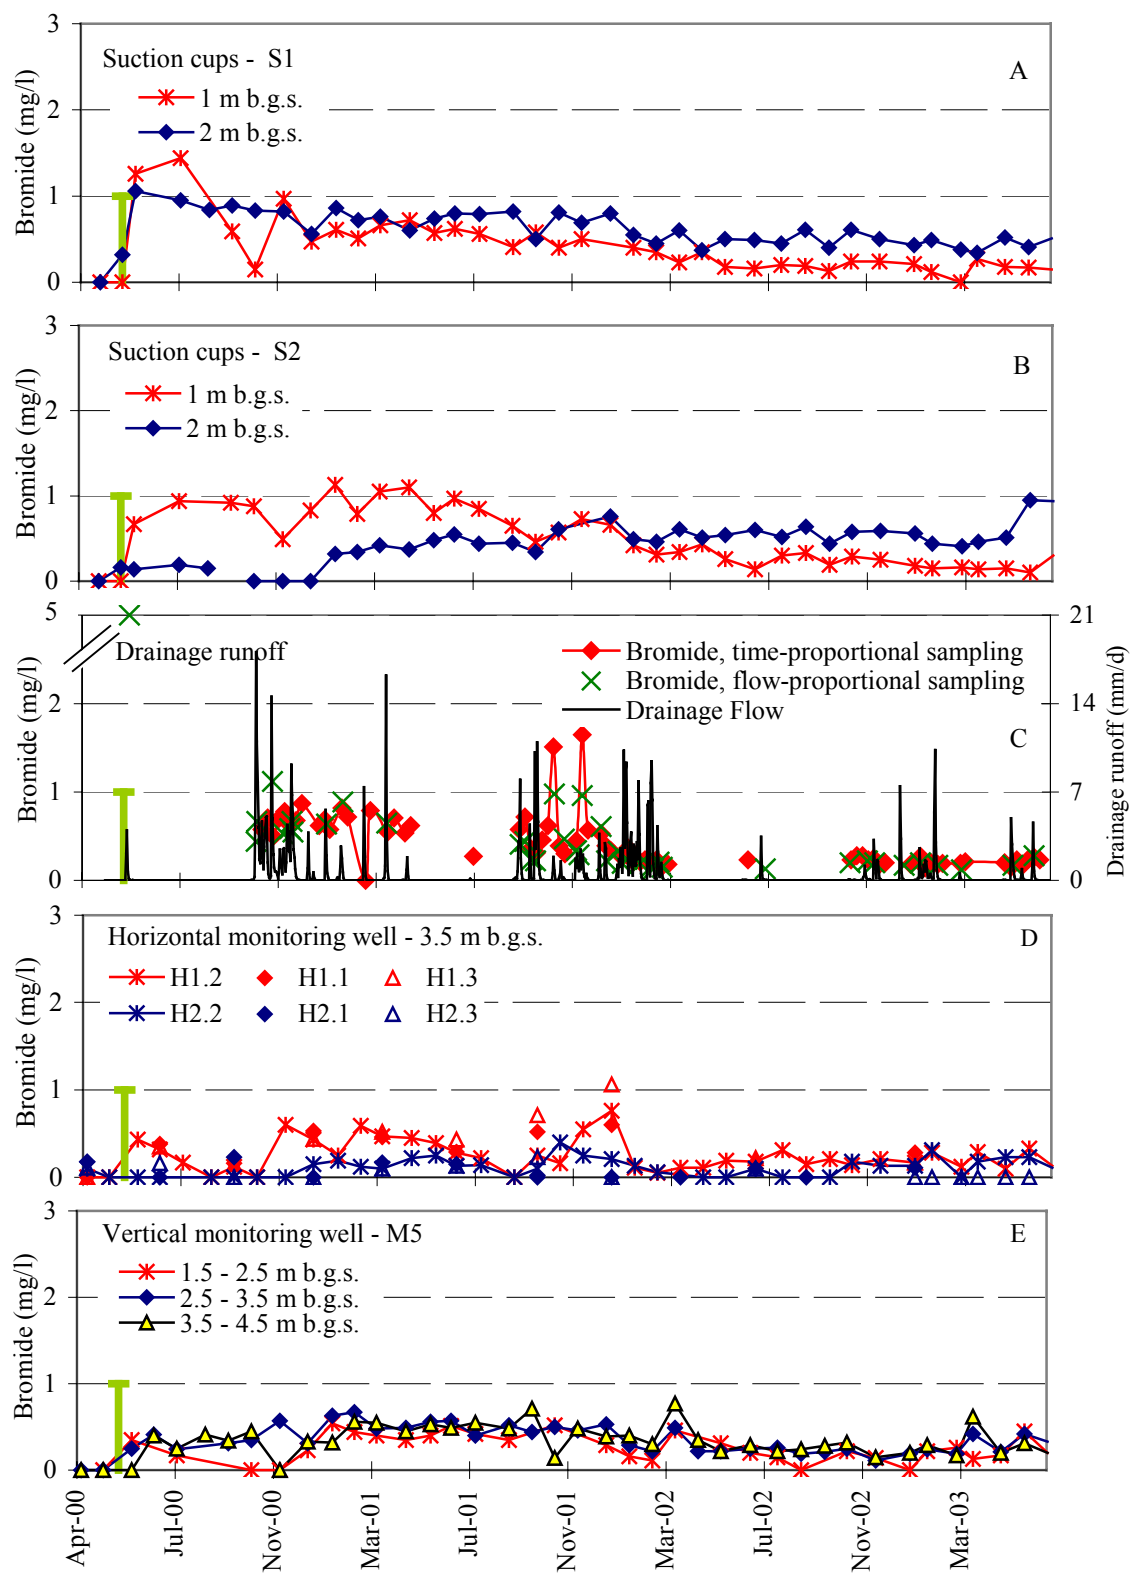 3
Suction cups - S1
A
1 m b.g.s.
2 m b.g.s.
2
1
0
Bromide (mg/l)
Jul-00
Nov-00
3
Suction cups - S2
B
1 m b.g.s.
2 m b.g.s.
2
1
0
Bromide (mg/l)
5
21
Drainage runoff
Bromide, time-proportional sampling
Bromide, flow-proportional sampling
Drainage Flow
C
2
14
1
7
0
0
Bromide (mg/l)
Drainage runoff (mm/d)
3
Horizontal monitoring well - 3.5 m b.g.s.
D
H1.2
H1.1
H1.3
H2.2
H2.1
H2.3
2
1
0
Bromide (mg/l)
3
Vertical monitoring well - M5
E
1.5 - 2.5 m b.g.s.
2.5 - 3.5 m b.g.s.
3.5 - 4.5 m b.g.s.
2
1
0
Bromide (mg/l)
Apr-00
Jul-00
Nov-00
Mar-01
Jul-01
Nov-01
Mar-02
Jul-02
Nov-02
Mar-03